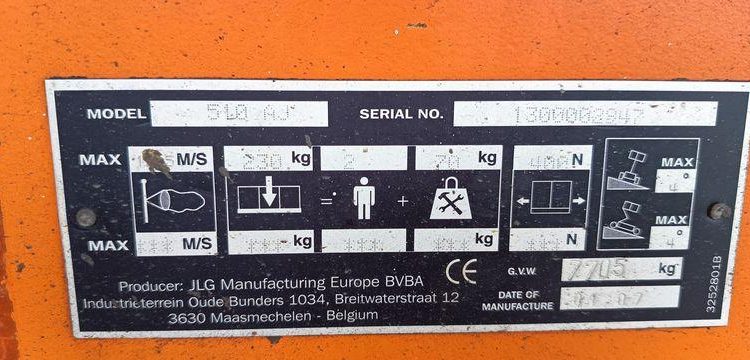 MODEL 510 AJ SERIAL NO. 1300002947
MAX M/S 230 kg 2 70 kg 400 N MAX 4°
= +
MAX 4°
MAX *** M/S *** kg *** *** kg *** N
Producer: JLG Manufacturing Europe BVBA CE G.V.W. kg
Industrieterrein Oude Bunders 1034, Breitwaterstraat 12 DATE OF
3630 Maasmechelen - Belgium MANUFACTURE
3252801B